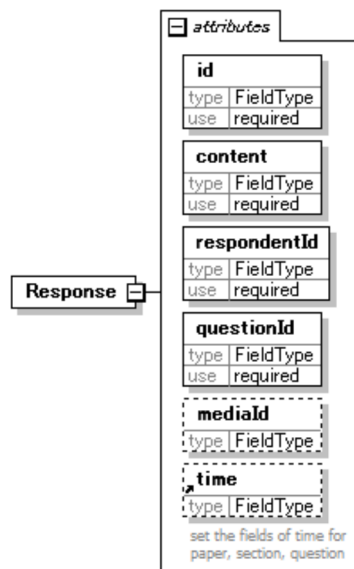 attributes
id
type FieldType
use required
content
type FieldType
use required
respondentId
type FieldType
use required
Response
questionId
type FieldType
use required
mediaId
type FieldType
time
type FieldType
set the fields of time for
paper, section, question